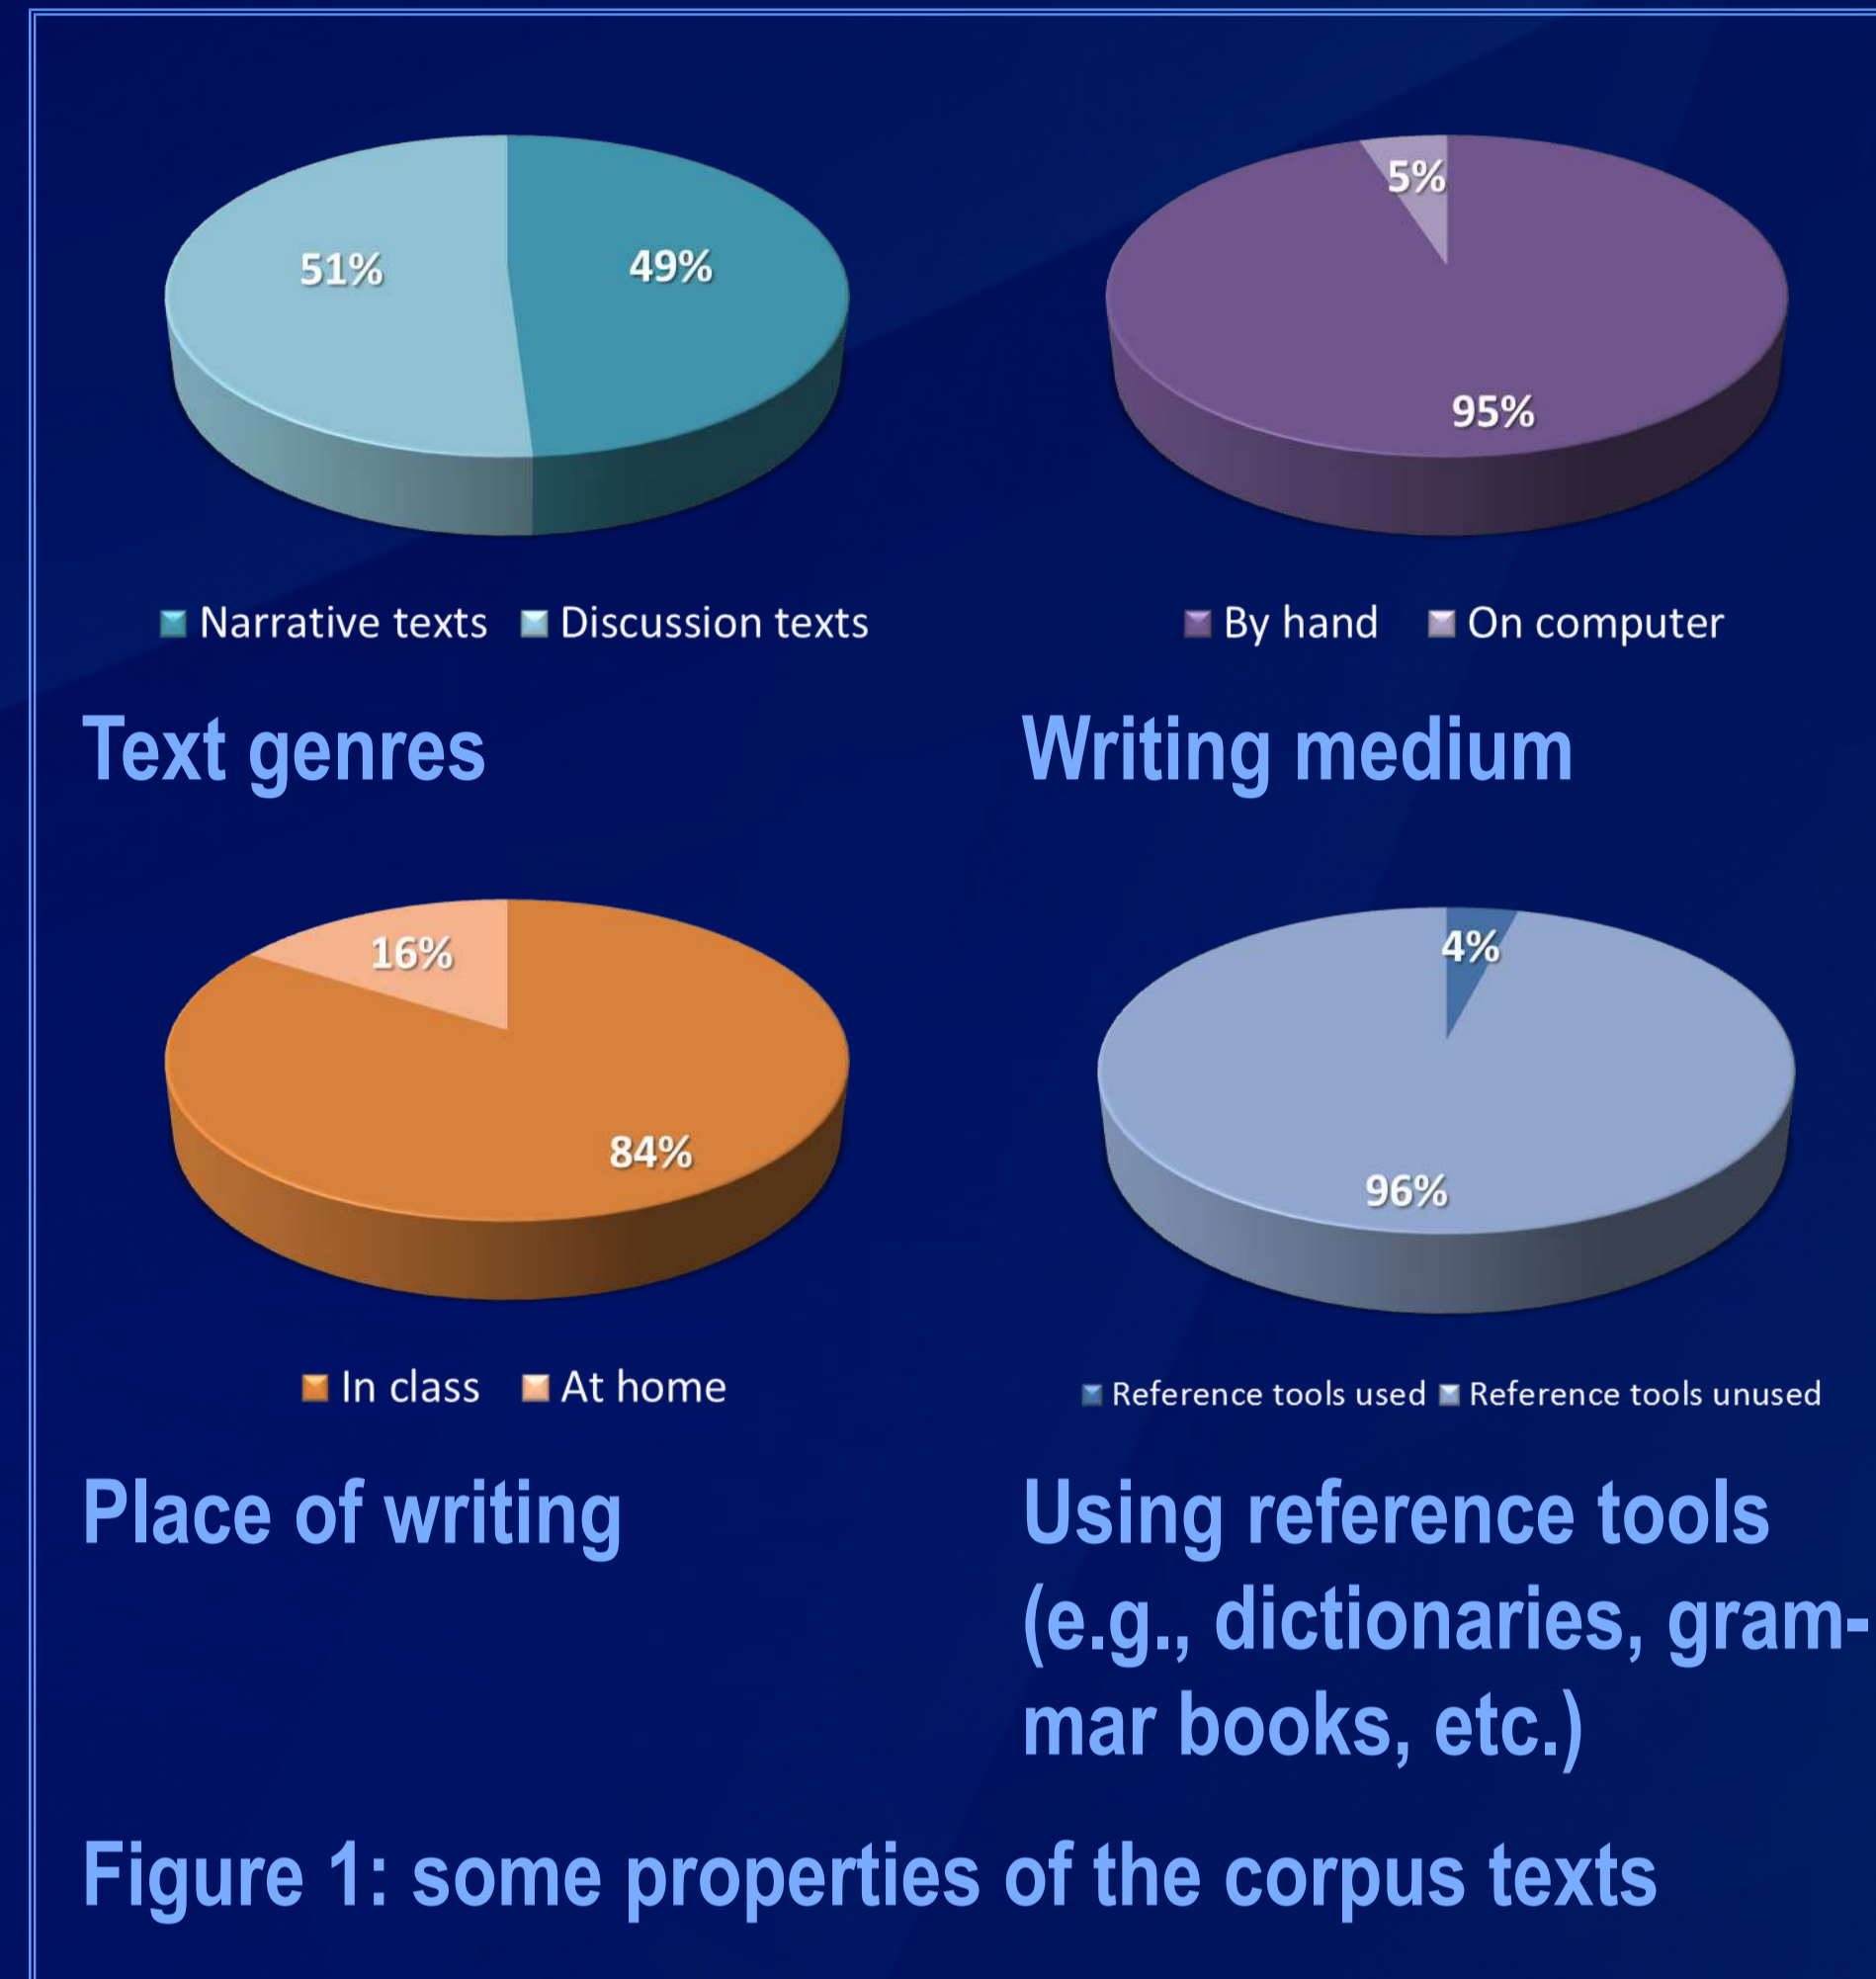 51%
49%
Narrative texts Discussion texts
Text genres
5%
95%
By hand On computer
Writing medium
16%
84%
In class At home
Place of writing
4%
96%
Reference tools used Reference tools unused
Using reference tools
(e.g., dictionaries, gram-
mar books, etc.)
Figure 1: some properties of the corpus texts